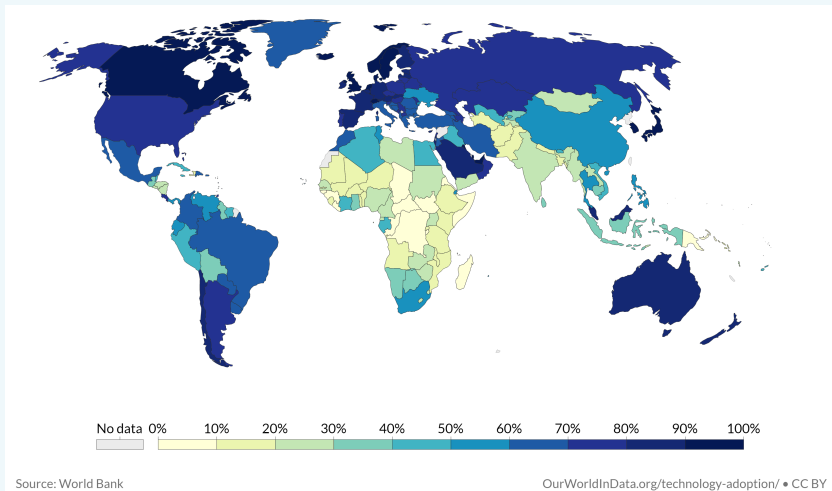 No data 0% 10% 20% 30% 40% 50% 60% 70% 80% 90% 100%
Source: World Bank OurWorldInData.org/technology-adoption/ • CC BY